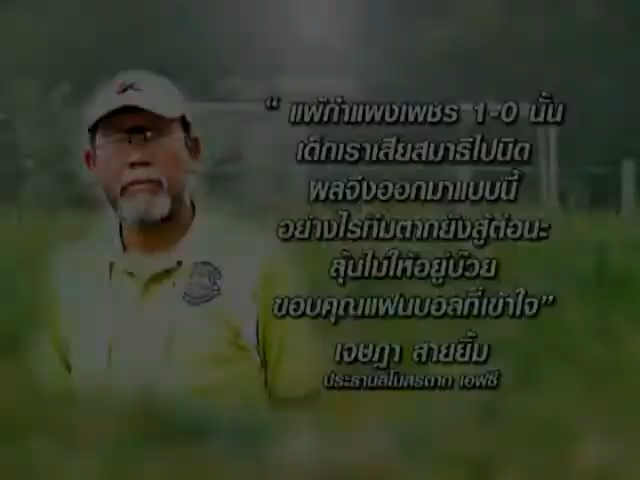 “ แพ้กำแพงเพชร 1-0 นั้น
เด็กเราเสียสมาธิไปนิด
ผลจึงออกมาแบบนี้
อย่างไรทีมตากยังสู้ต่อนะ
ลุ้นไม่ให้อยู่บ๊วย
ขอบคุณแฟนบอลที่เข้าใจ”
เจษฎา สายยิ้ม
ประธานสโมสรตาก เอฟซี